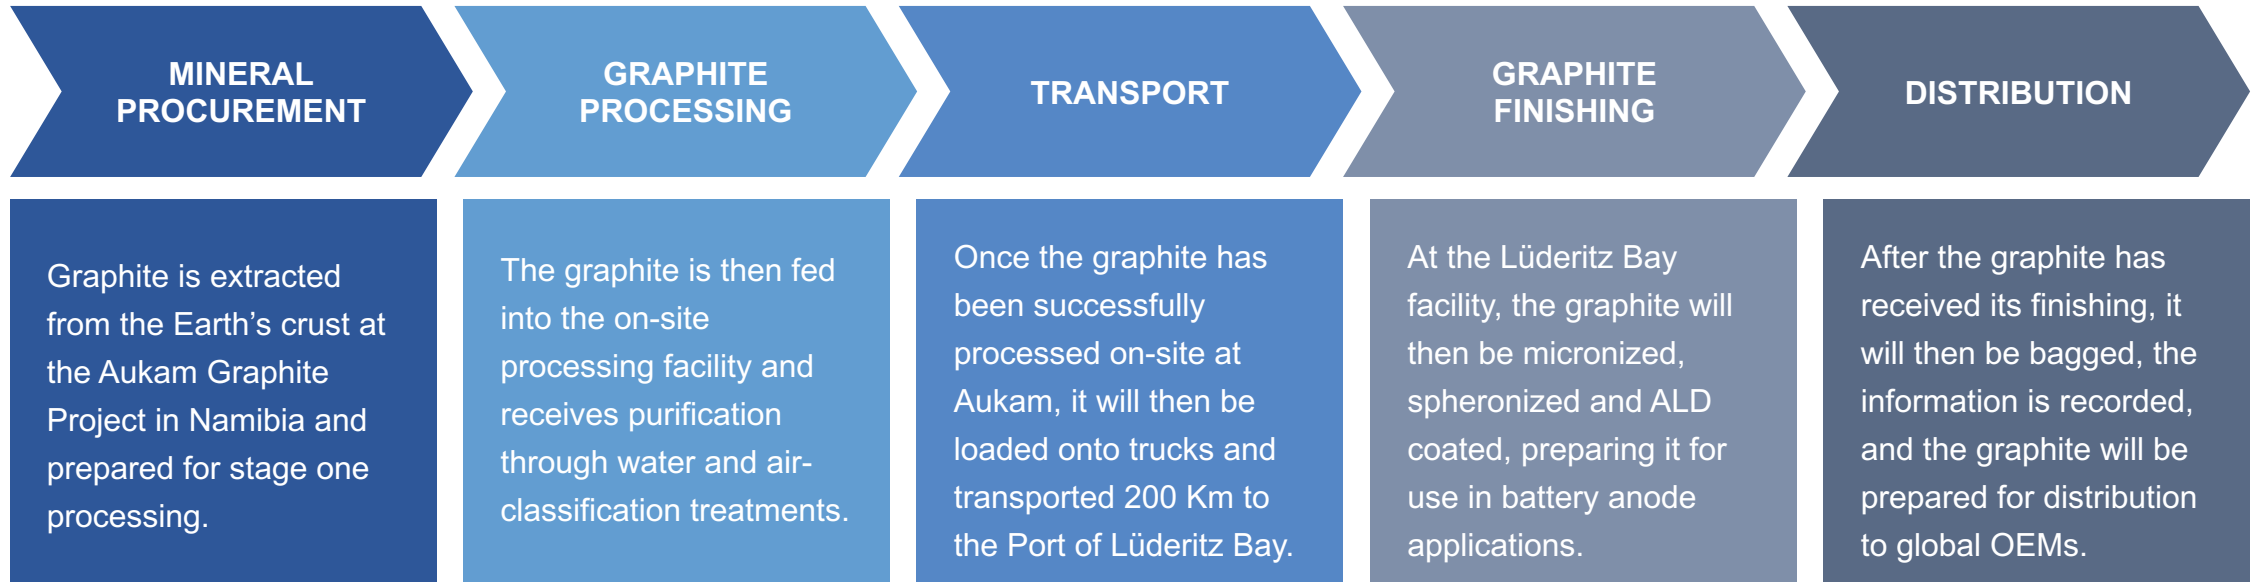 MINERAL
PROCUREMENT
GRAPHITE
PROCESSING
TRANSPORT
GRAPHITE
FINISHING
DISTRIBUTION
Graphite is extracted
from the Earth’s crust at
the Aukam Graphite
Project in Namibia and
prepared for stage one
processing.
The graphite is then fed
into the on-site
processing facility and
receives purification
through water and air-
classification treatments.
Once the graphite has
been successfully
processed on-site at
Aukam, it will then be
loaded onto trucks and
transported 200 Km to
the Port of Lüderitz Bay.
At the Lüderitz Bay
facility, the graphite will
then be micronized,
spheronized and ALD
coated, preparing it for
use in battery anode
applications.
After the graphite has
received its finishing, it
will then be bagged, the
information is recorded,
and the graphite will be
prepared for distribution
to global OEMs.